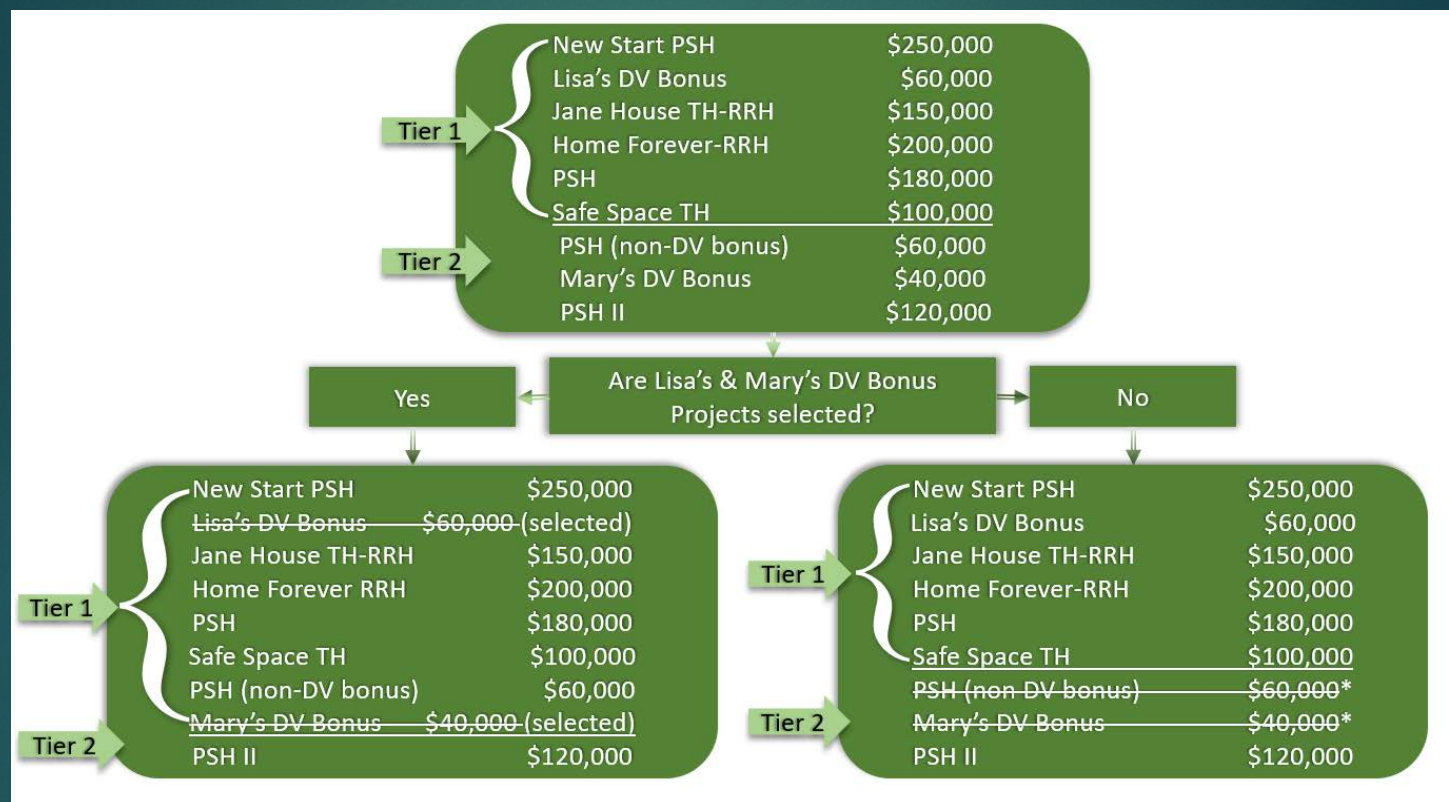 New Start PSH $250,000
Lisa's DV Bonus $60,000
Jane House TH-RRH $150,000
Tier 1
Home Forever-RRH $200,000
PSH $180,000
Safe Space TH $100,000
PSH (non-DV bonus) $60,000
Tier 2
Mary's DV Bonus $40,000
PSH II $120,000
Are Lisa's & Mary's DV Bonus
Projects selected?
Yes
No
New Start PSH $250,000
Lisa's DV Bonus $60,000 (selected)
Jane House TH-RRH $150,000
Home Forever RRH $200,000
Tier 1
PSH $180,000
Safe Space TH $100,000
PSH (non-DV bonus) $60,000
Mary's DV Bonus $40,000 (selected)
Tier 2
PSH II $120,000
New Start PSH $250,000
Lisa's DV Bonus $60,000
Jane House TH-RRH $150,000
Tier 1
Home Forever-RRH $200,000
PSH $180,000
Safe Space TH $100,000
PSH (non DV bonus) $60,000*
Tier 2
Mary's DV Bonus $40,000*
PSH II $120,000